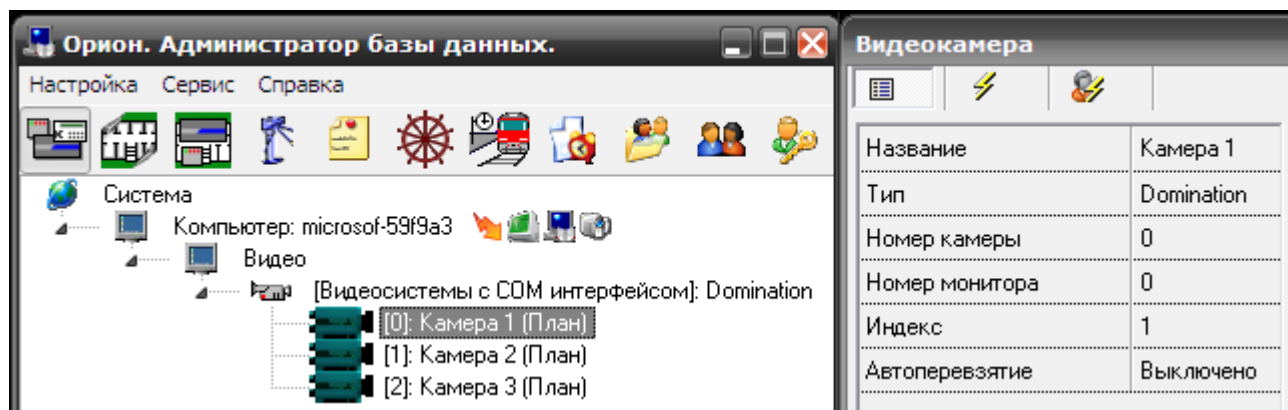 Орион. Администратор базы данных.
Настройка Сервис Справка
Система
Компьютер: microsof-59f9a3
Видео
[Видеосистемы с COM интерфейсом]: Domination
[0]: Камера 1 (План)
[1]: Камера 2 (План)
[2]: Камера 3 (План)
Видеокамера
Название Камера 1
Тип Domination
Номер камеры 0
Номер монитора 0
Индекс 1
Автоперевзятие Выключено